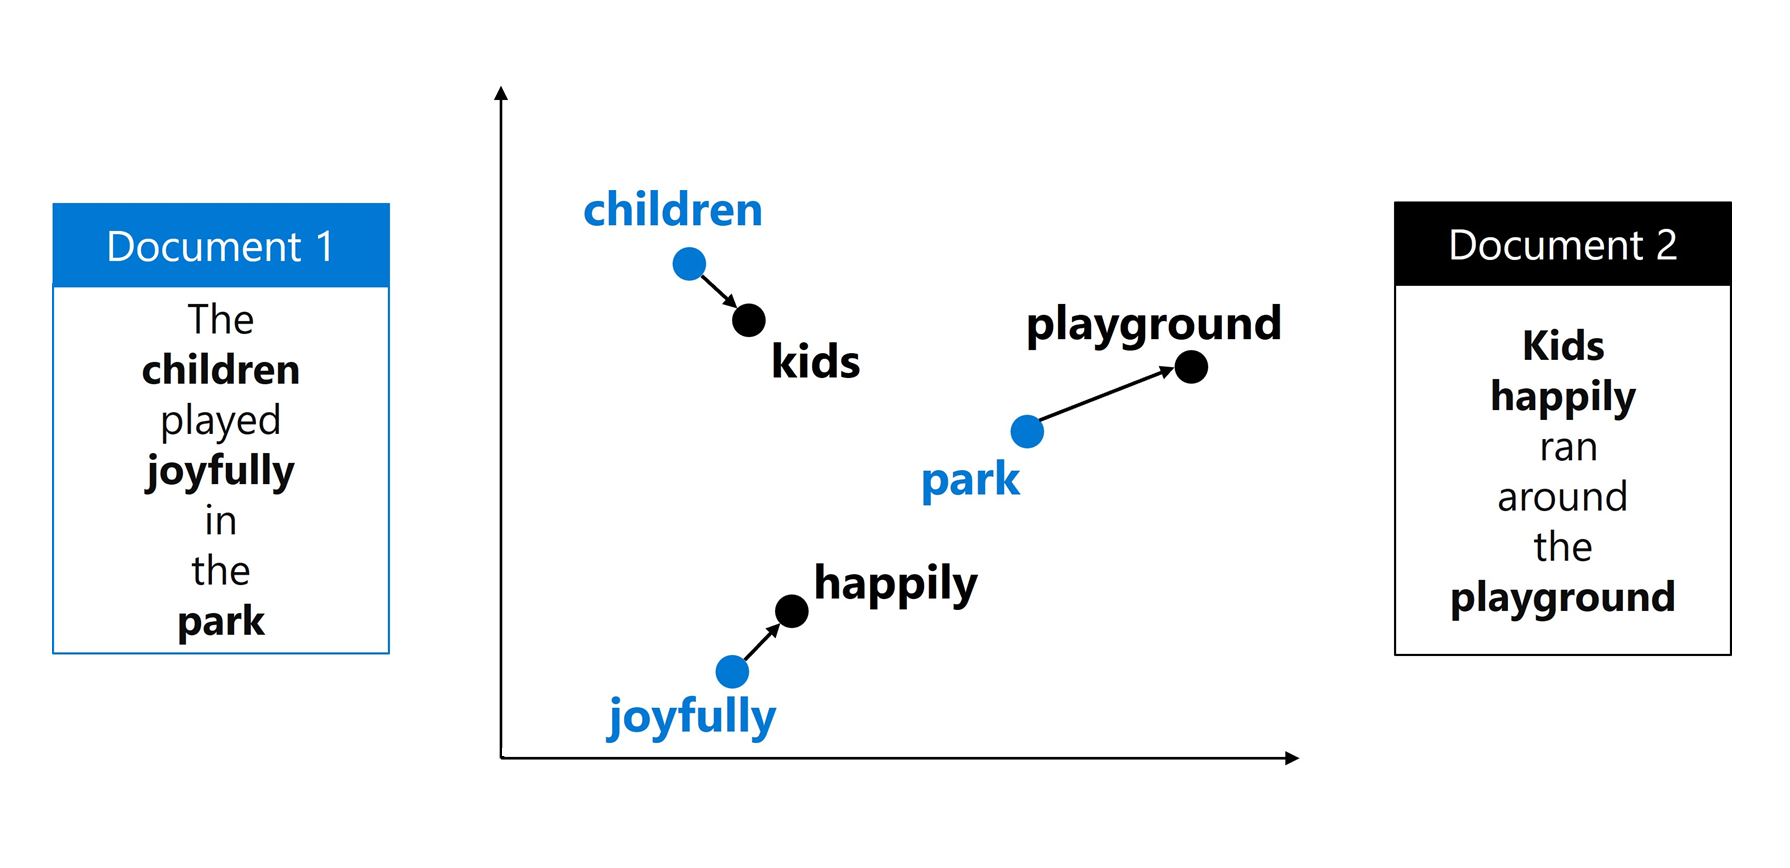 Document 1
The
children
played
joyfully
in
the
park
children
kids
playground
park
happily
joyfully
Document 2
Kids
happily
ran
around
the
playground